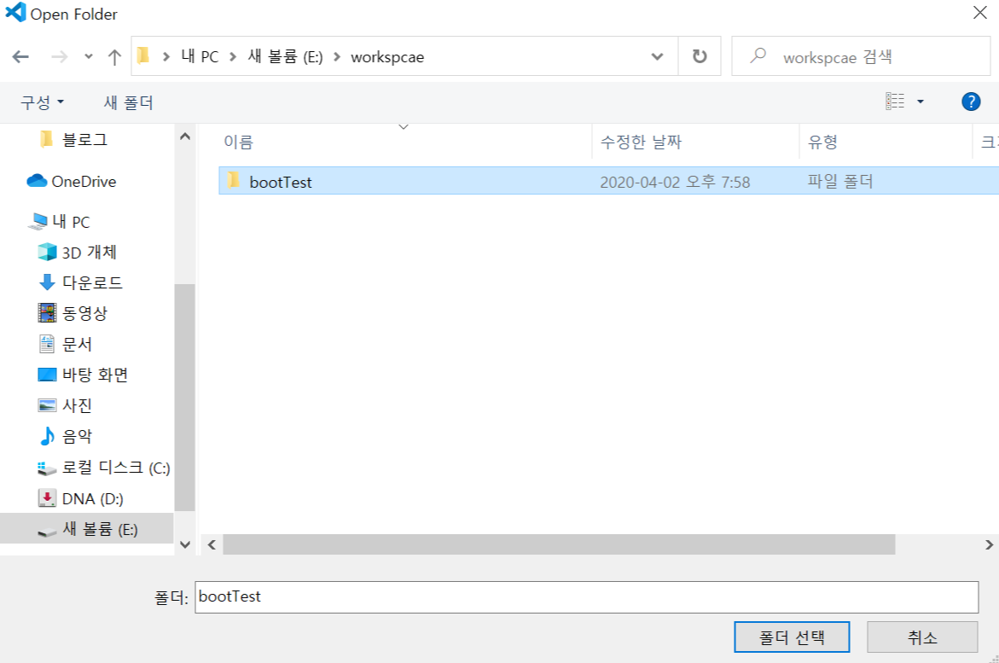 Open Folder
내 PC 새 볼륨 (E:) workspcae
workspcae 검색
구성
새 폴더
?
블로그
OneDrive
내 PC
3D 개체
다운로드
동영상
문서
바탕 화면
사진
음악
로컬 디스크 (C:)
DNA (D:)
새 볼륨 (E:)
이름 수정한 날짜 유형
bootTest 2020-04-02 오후 7:58 파일 폴더
폴더: bootTest
폴더 선택 취소